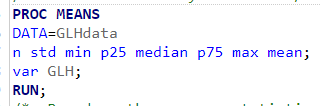 PROC MEANS
DATA=GLHdata
n std min p25 median p75 max mean;
var GLH;
RUN;